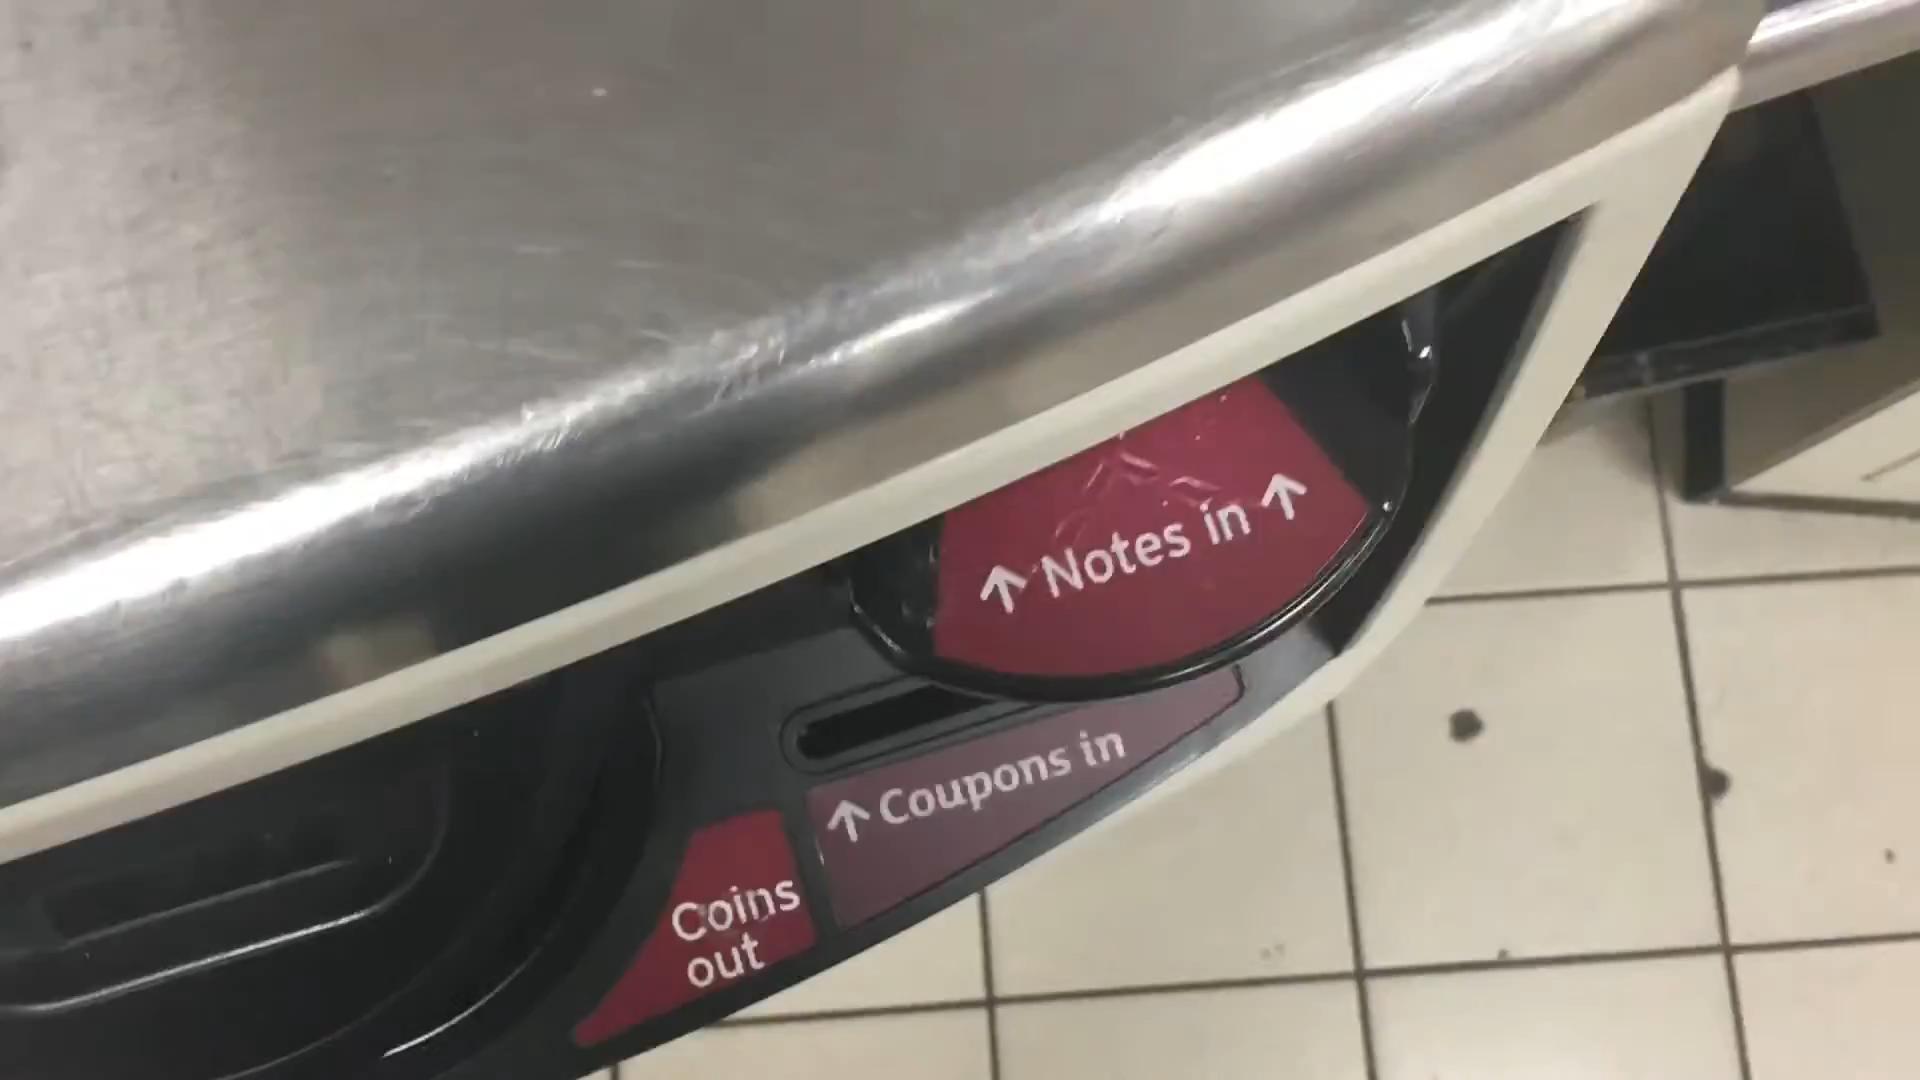 ↑ Notes in ↑
↑ Coupons in
Coins
out